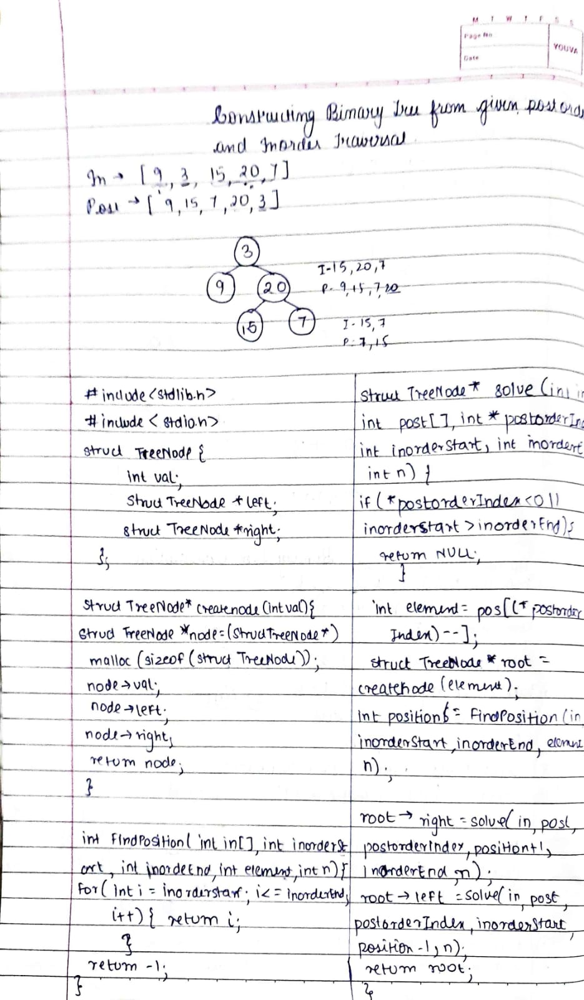 M T W T F S S
Page No
YOUVA
Date
Constructing Binary Tree from given postord
and Inorder Traversal
In → [9, 3, 15, 20, 7]
Post → [9, 15, 7, 20, 3]
3
I-15, 20, 7
9 20
P- 9, 15, 7, 20
15 7
I- 15, 7
P- 7, 15
#include <stdlib.h>
#include <stdio.h>
struct TreeNode {
int val;
struct TreeNode *left;
struct TreeNode *right;
};
struct TreeNode* createnode (int val) {
struct TreeNode *node = (struct TreeNode*)
malloc (sizeof (struct TreeNode));
node → val;
node → left;
node → right;
return node;
}
int FindPosition( int in[], int inorderSt
art, int inordeEnd, int element, int n) {
for( int i = inorderstart; i <= inorderEnd;
i++) { return i;
}
return -1;
}
struct TreeNode* solve (int i
int post[], int * postorderInd
int inorderStart, int inorderE
int n) {
if (*postorderIndex < 0 ||
inorderStart > inorderEnd) {
return NULL;
}
int element = pos[(* postorder
Index)--];
struct TreeNode * root =
createnode (element);
int position = FindPosition (in
inorderStart, inorderEnd, element
n);
root → right = solve( in, post,
postorderindex, position+1,
inorderEnd, n);
root → left = solve( in, post,
postorderIndex, inorderStart,
position -1, n);
return root;
}